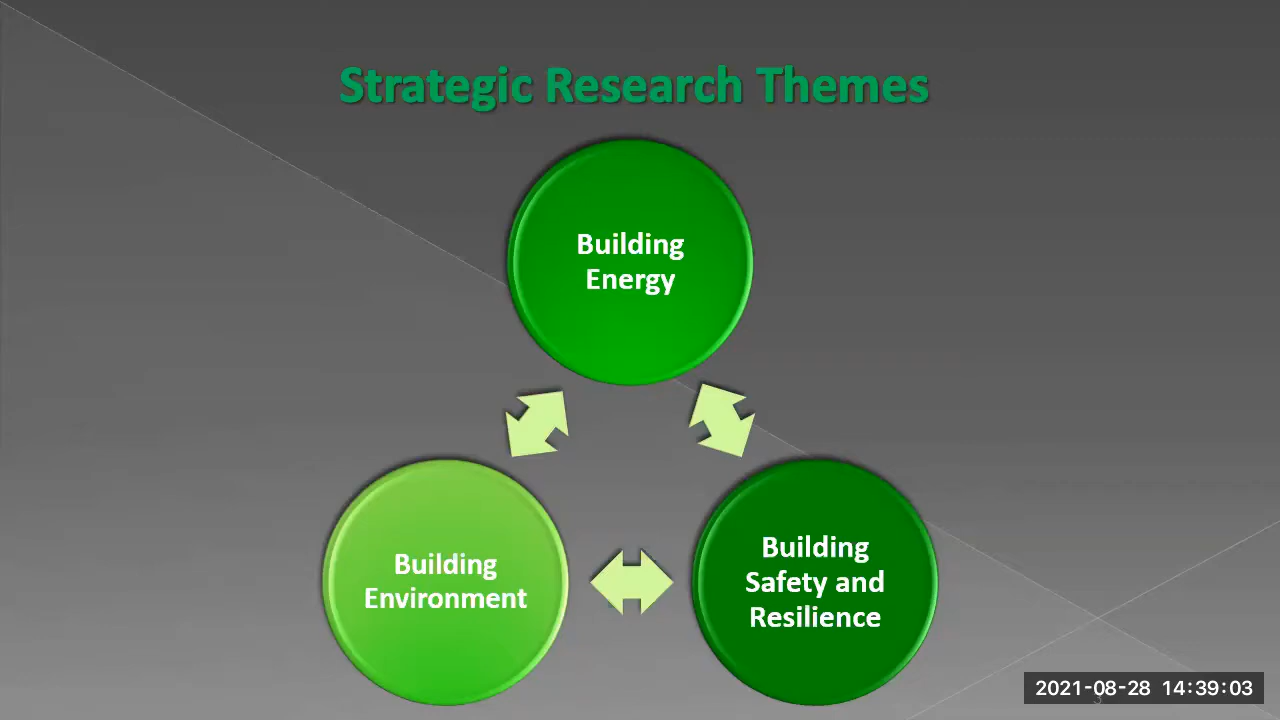 Strategic Research Themes
Building
Energy
Building
Environment
Building
Safety and
Resilience
2021-08-28 14:39:03